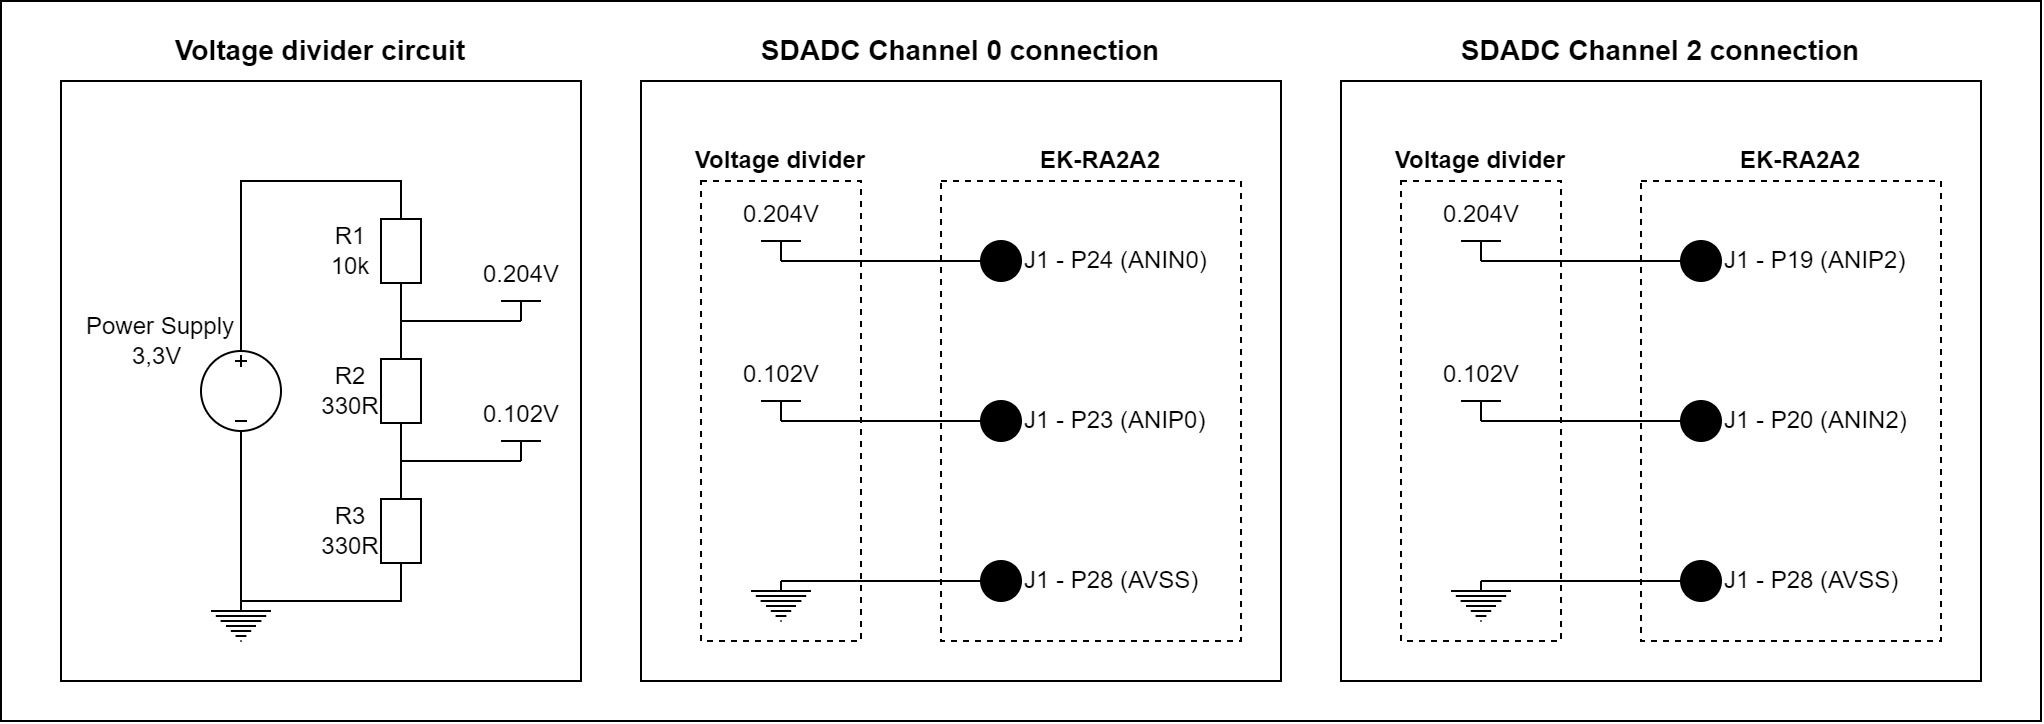 Voltage divider circuit
R1
10k
0.204V
Power Supply
3,3V
+
−
R2
330R
0.102V
R3
330R
SDADC Channel 0 connection
Voltage divider
EK-RA2A2
0.204V
J1 - P24 (ANIN0)
0.102V
J1 - P23 (ANIP0)
J1 - P28 (AVSS)
SDADC Channel 2 connection
Voltage divider
EK-RA2A2
0.204V
J1 - P19 (ANIP2)
0.102V
J1 - P20 (ANIN2)
J1 - P28 (AVSS)